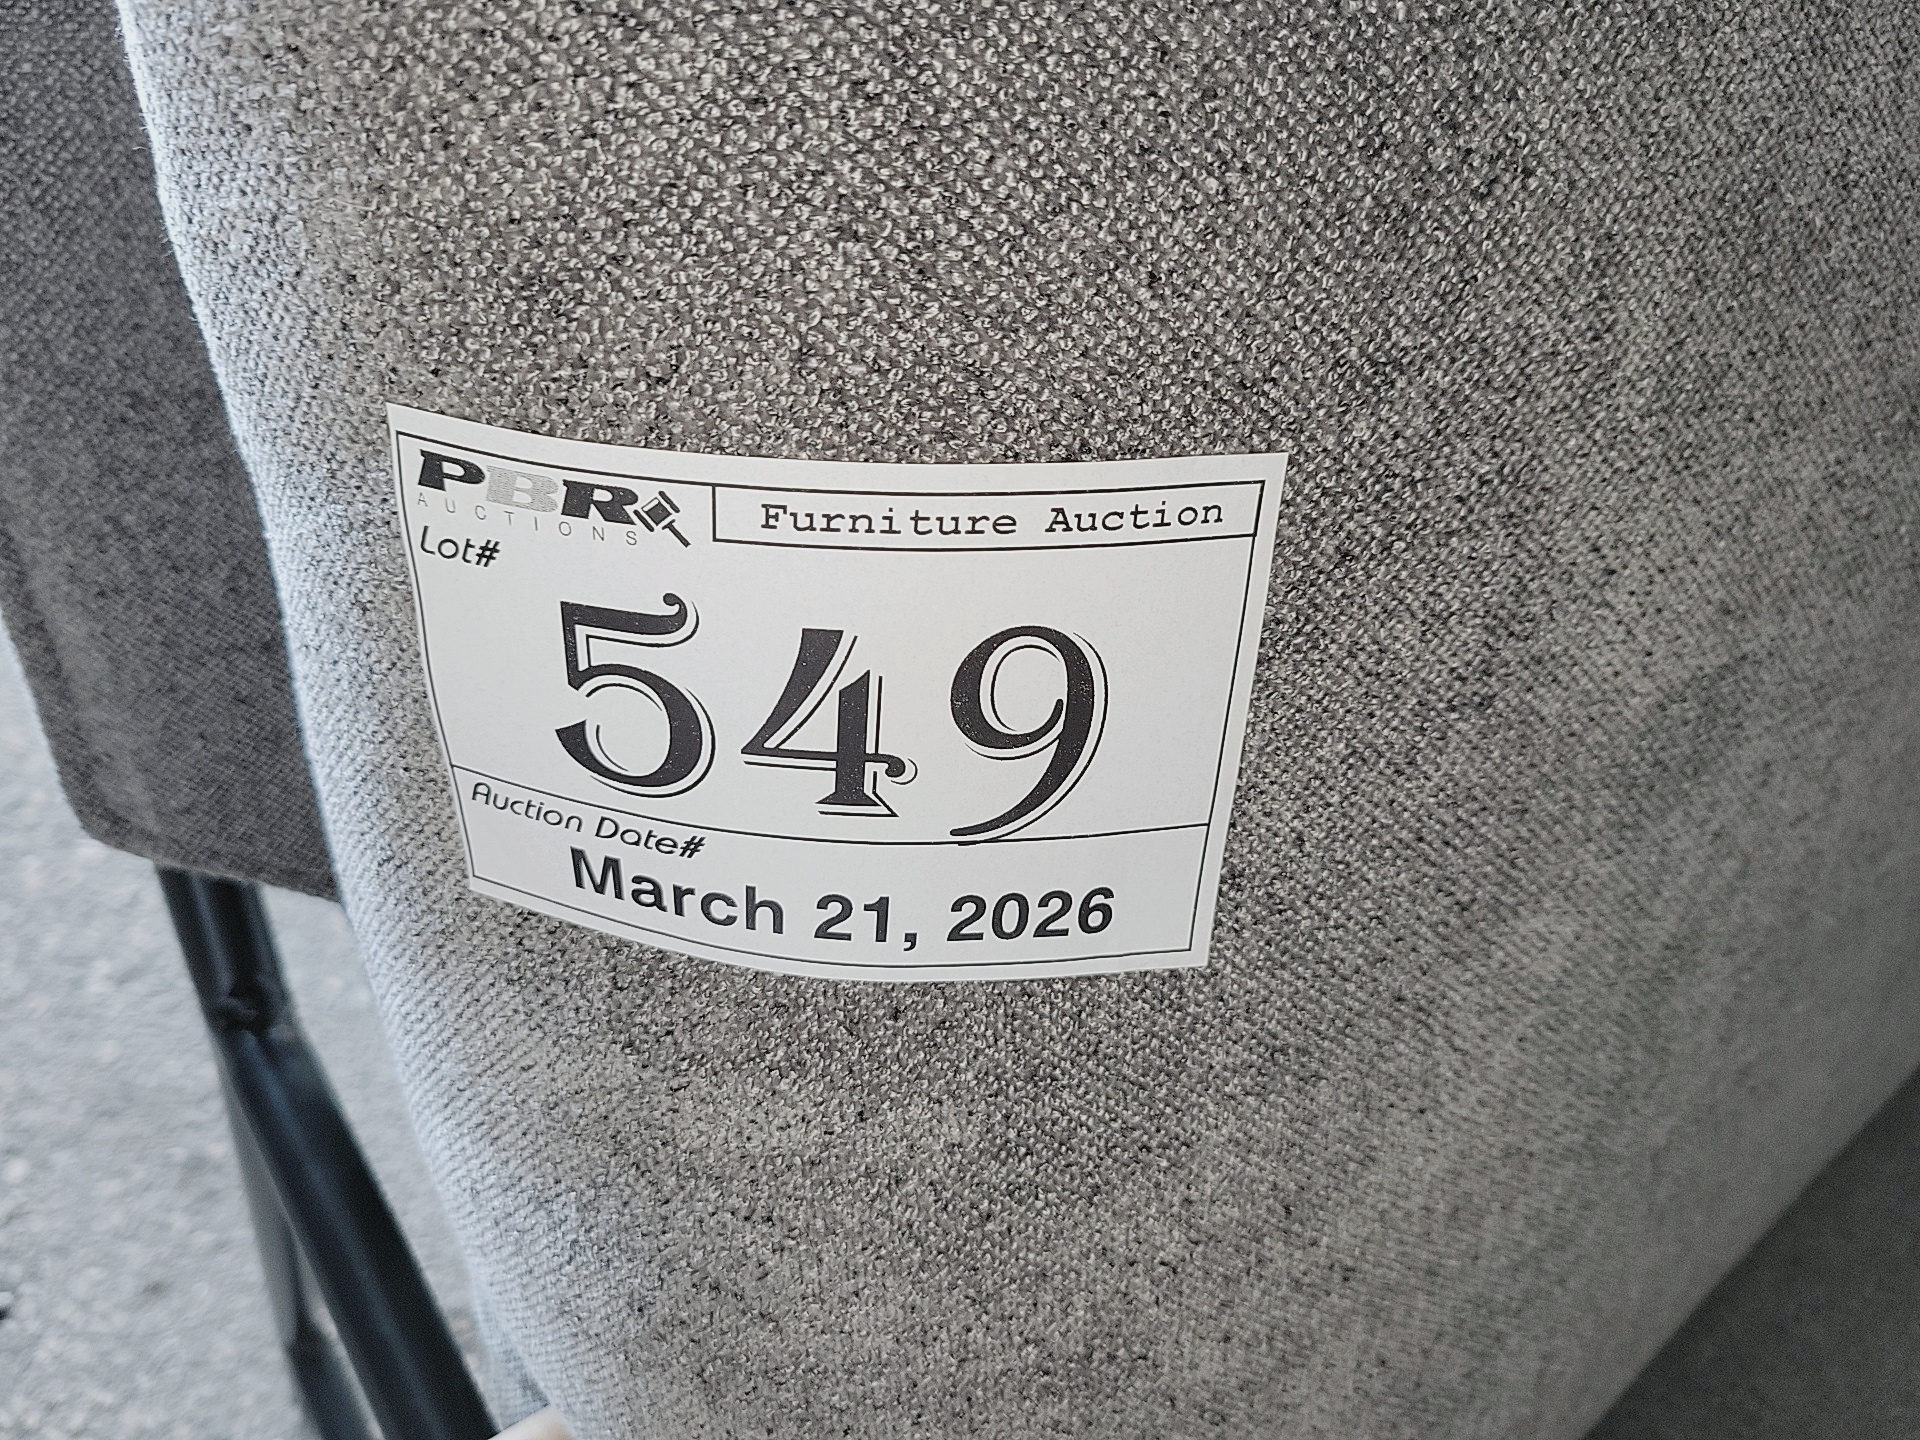 PBR
AUCTIONS
Furniture Auction
Lot#
549
Auction Date#
March 21, 2026